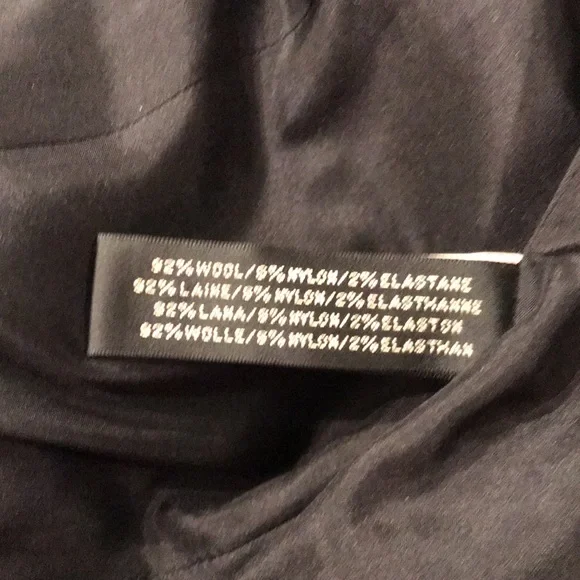 92%WOOL/6%NYLON/2%ELASTANE
92%LAINE/6%NYLON/2%ELASTHANNE
92%LANA/6%NYLON/2%ELASTON
92%WOLLE/6%NYLON/2%ELASTHAN